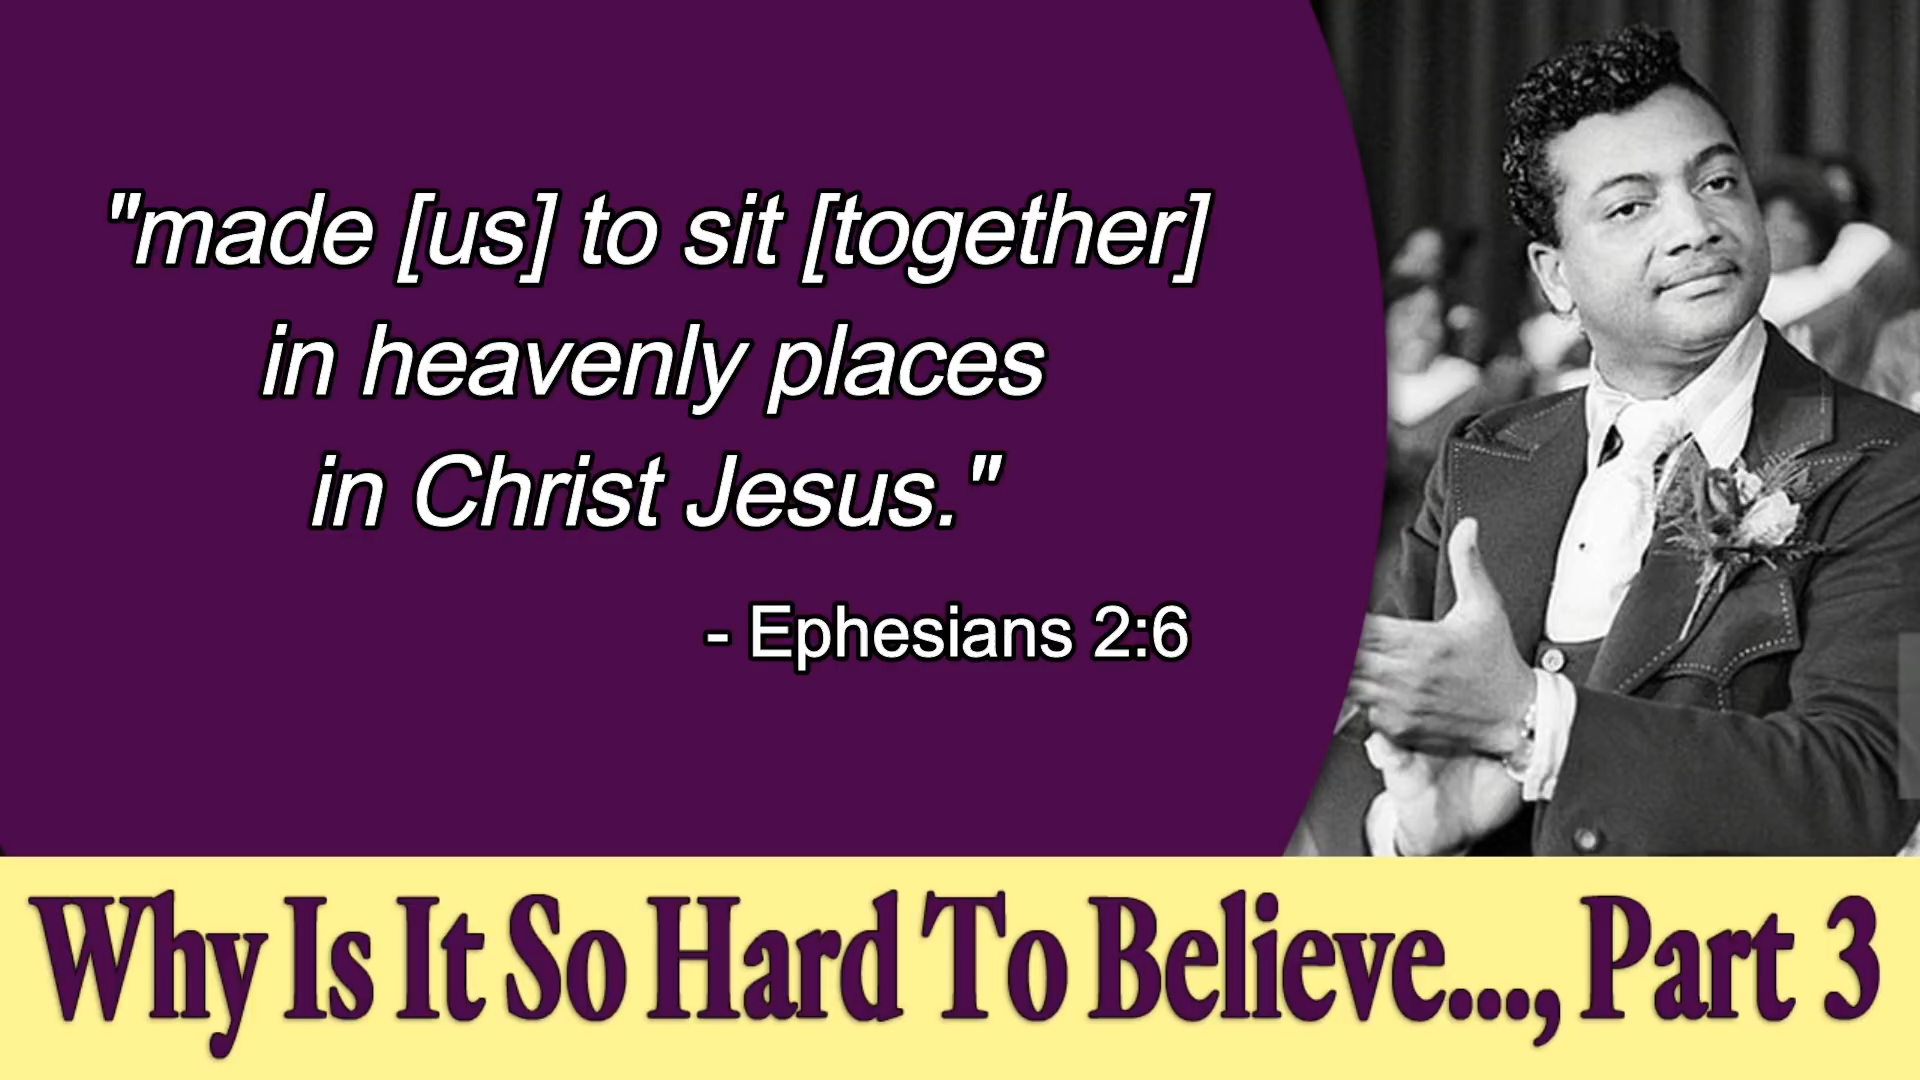 "made [us] to sit [together]
in heavenly places
in Christ Jesus."
- Ephesians 2:6
Why Is It So Hard To Believe..., Part 3